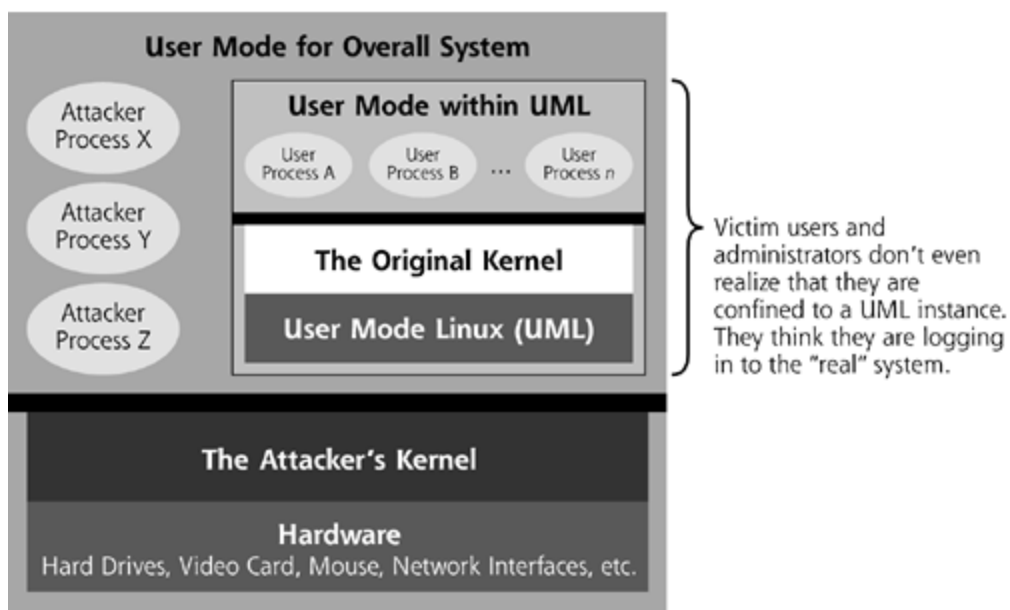 User Mode for Overall System
Attacker
Process X
Attacker
Process Y
Attacker
Process Z
User Mode within UML
User
Process A
User
Process B
...
User
Process n
The Original Kernel
User Mode Linux (UML)
Victim users and
administrators don't even
realize that they are
confined to a UML instance.
They think they are logging
in to the "real" system.
The Attacker's Kernel
Hardware
Hard Drives, Video Card, Mouse, Network Interfaces, etc.